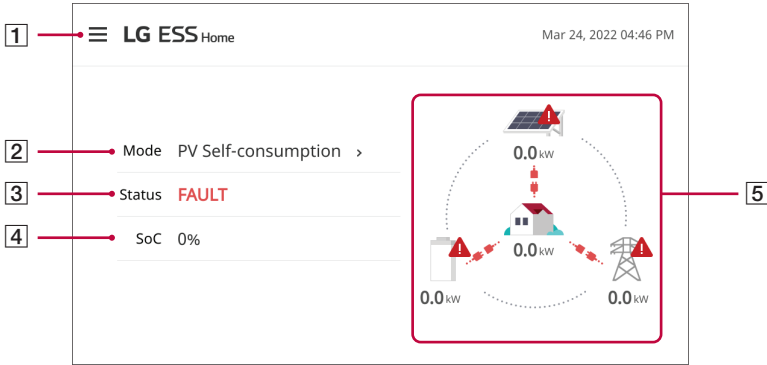 1
LG ESS Home
Mar 24, 2022 04:46 PM
2
Mode PV Self-consumption >
3
Status FAULT
4
SoC 0%
0.0 kW
0.0 kW
0.0 kW
0.0 kW
5